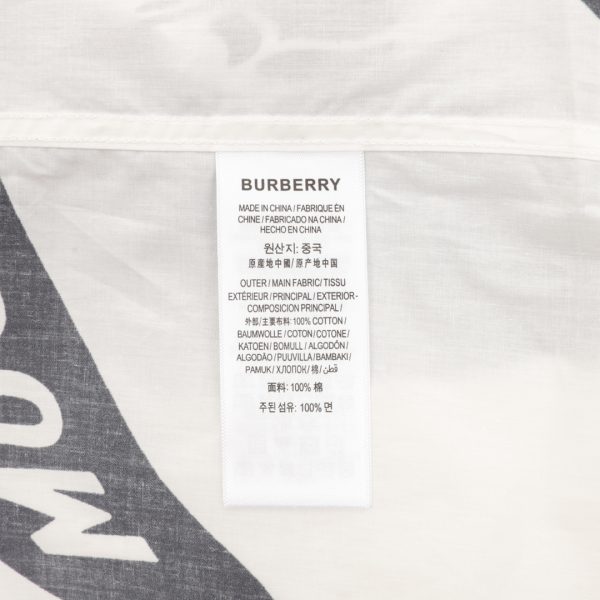 BURBERRY
MADE IN CHINA / FABRIQUE EN
CHINE / FABRICADO NA CHINA /
HECHO EN CHINA
원산지: 중국
原産地中國/ 原产地中国
OUTER / MAIN FABRIC/ TISSU
EXTÉRIEUR / PRINCIPAL / EXTERIOR-
COMPOSICION PRINCIPAL /
外部/主要布料: 100% COTTON /
BAUMWOLLE / COTON / COTONE /
KATOEN / BOMULL / ALGODÓN /
ALGODÃO / PUUVILLA / BAMBAKI /
PAMUK / ХЛОПОК / 棉/ قطن /
面料: 100% 棉
주된 섬유: 100% 면